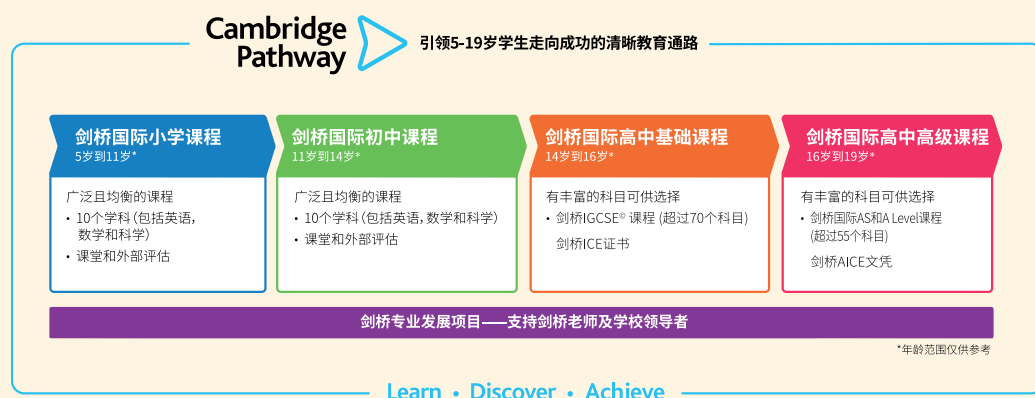 Cambridge
Pathway
引领5-19岁学生走向成功的清晰教育通路
剑桥国际小学课程
5岁到11岁*
广泛且均衡的课程
• 10个学科（包括英语，
数学和科学）
• 课堂和外部评估
剑桥国际初中课程
11岁到14岁*
广泛且均衡的课程
• 10个学科（包括英语，数学和科学）
• 课堂和外部评估
剑桥国际高中基础课程
14岁到16岁*
有丰富的科目可供选择
• 剑桥IGCSE® 课程 (超过70个科目)
剑桥ICE证书
剑桥国际高中高级课程
16岁到19岁*
有丰富的科目可供选择
• 剑桥国际AS和A Level课程
(超过55个科目)
剑桥AICE文凭
剑桥专业发展项目——支持剑桥老师及学校领导者
*年龄范围仅供参考
Learn • Discover • Achieve